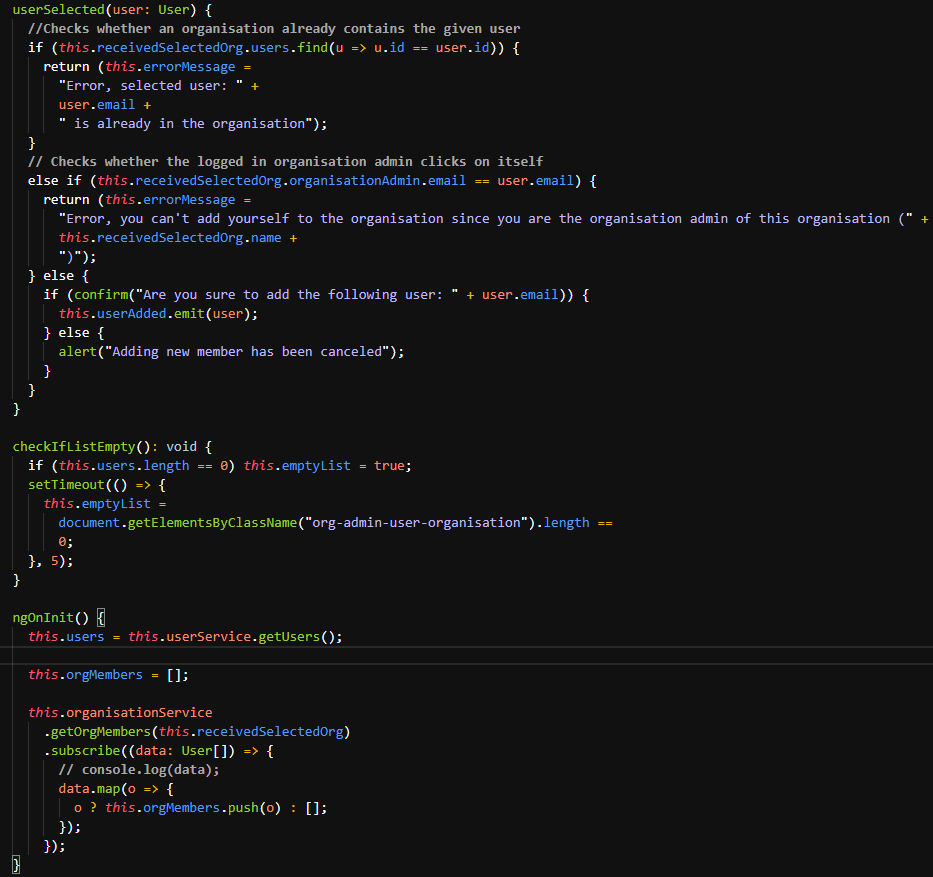 userSelected(user: User) {
//Checks whether an organisation already contains the given user
if (this.receivedSelectedOrg.users.find(u => u.id == user.id)) {
return (this.errorMessage =
"Error, selected user: " +
user.email +
" is already in the organisation");
}
// Checks whether the logged in organisation admin clicks on itself
else if (this.receivedSelectedOrg.organisationAdmin.email == user.email) {
return (this.errorMessage =
"Error, you can't add yourself to the organisation since you are the organisation admin of this organisation (" +
this.receivedSelectedOrg.name +
")");
} else {
if (confirm("Are you sure to add the following user: " + user.email)) {
this.userAdded.emit(user);
} else {
alert("Adding new member has been canceled");
}
}
}
checkIfListEmpty(): void {
if (this.users.length == 0) this.emptyList = true;
setTimeout(() => {
this.emptyList =
document.getElementsByClassName("org-admin-user-organisation").length ==
0;
}, 5);
}
ngOnInit() {
this.users = this.userService.getUsers();
this.orgMembers = [];
this.organisationService
.getOrgMembers(this.receivedSelectedOrg)
.subscribe((data: User[]) => {
// console.log(data);
data.map(o => {
o ? this.orgMembers.push(o) : [];
});
});
}